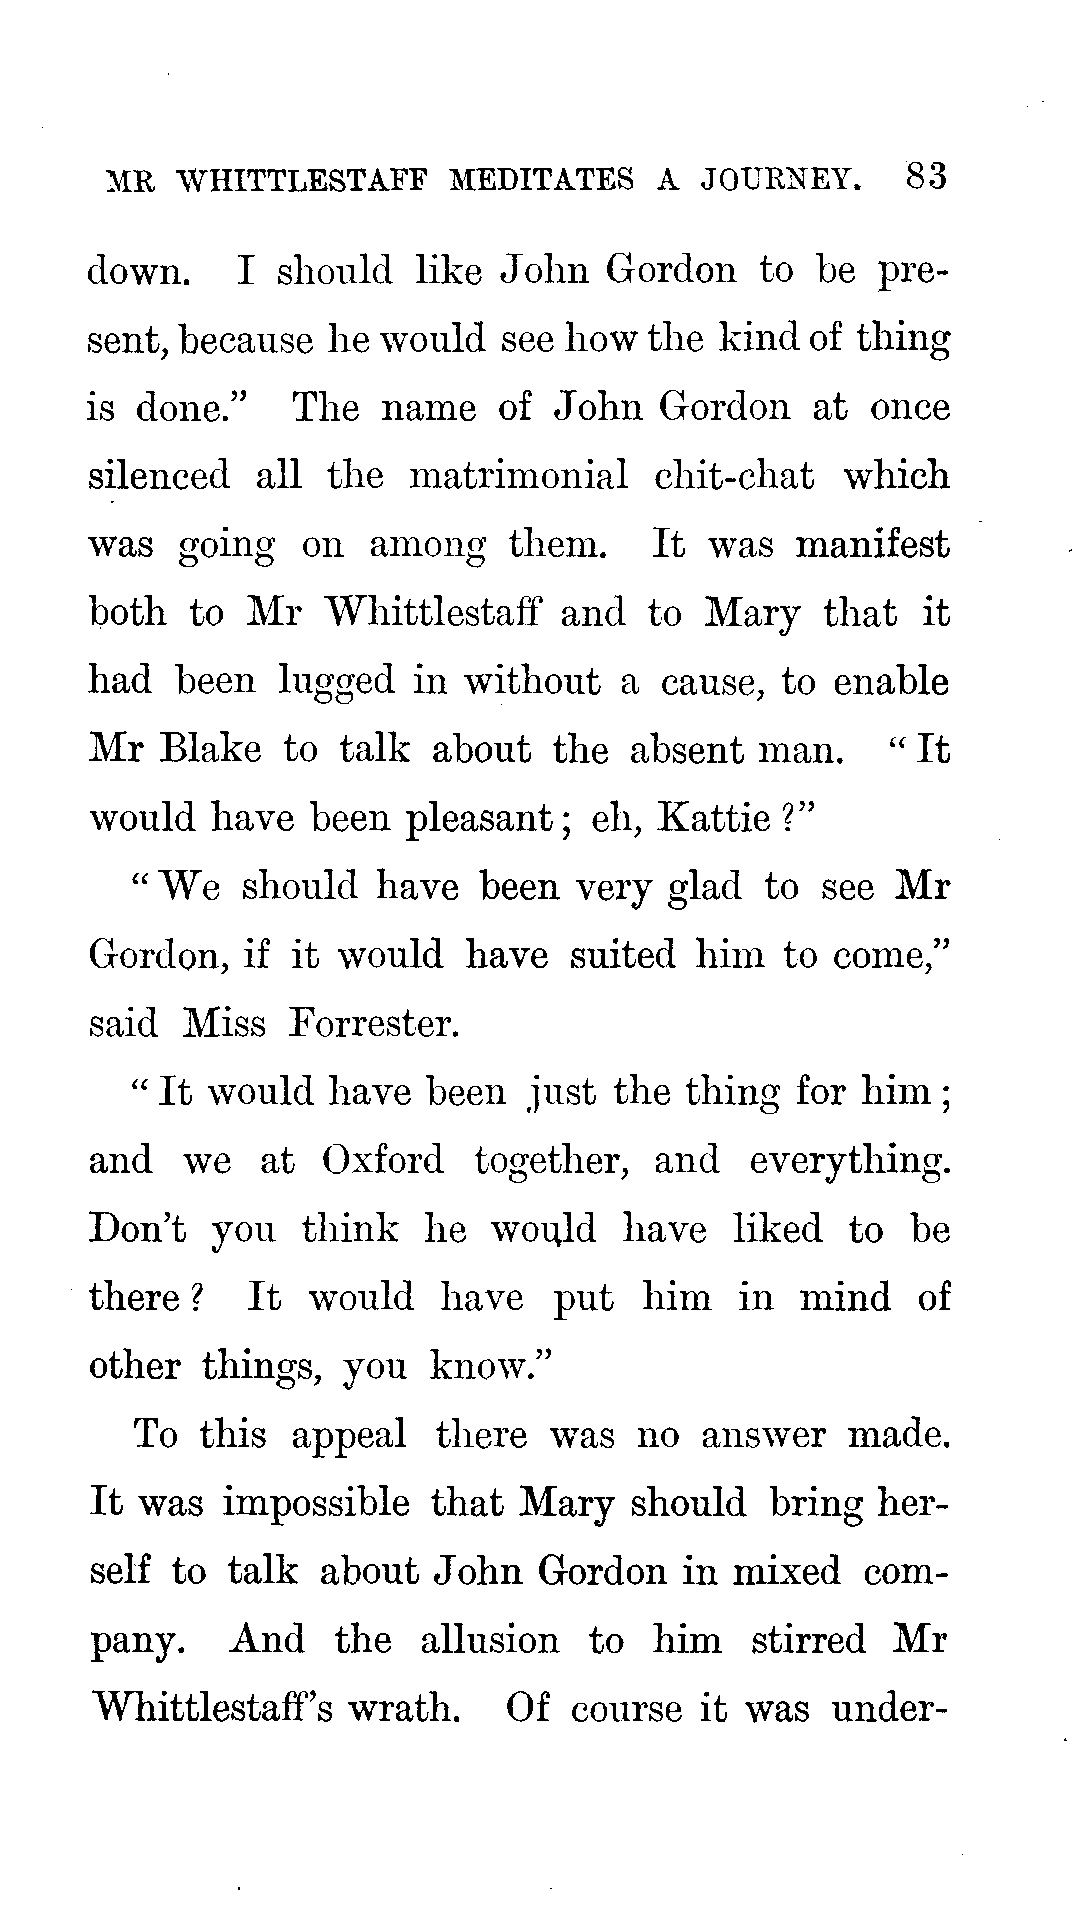 MR WHITTLESTAFF MEDITATES A JOURNEY. 83
down. I should like John Gordon to be pre-
sent, because he would see how the kind of thing
is done.” The name of John Gordon at once
silenced all the matrimonial chit-chat which
was going on among them. It was manifest
both to Mr Whittlestaff and to Mary that it
had been lugged in without a cause, to enable
Mr Blake to talk about the absent man. “It
would have been pleasant; eh, Kattie?”
“We should have been very glad to see Mr
Gordon, if it would have suited him to come,”
said Miss Forrester.
“It would have been just the thing for him;
and we at Oxford together, and everything.
Don’t you think he would have liked to be
there? It would have put him in mind of
other things, you know.”
To this appeal there was no answer made.
It was impossible that Mary should bring her-
self to talk about John Gordon in mixed com-
pany. And the allusion to him stirred Mr
Whittlestaff’s wrath. Of course it was under-